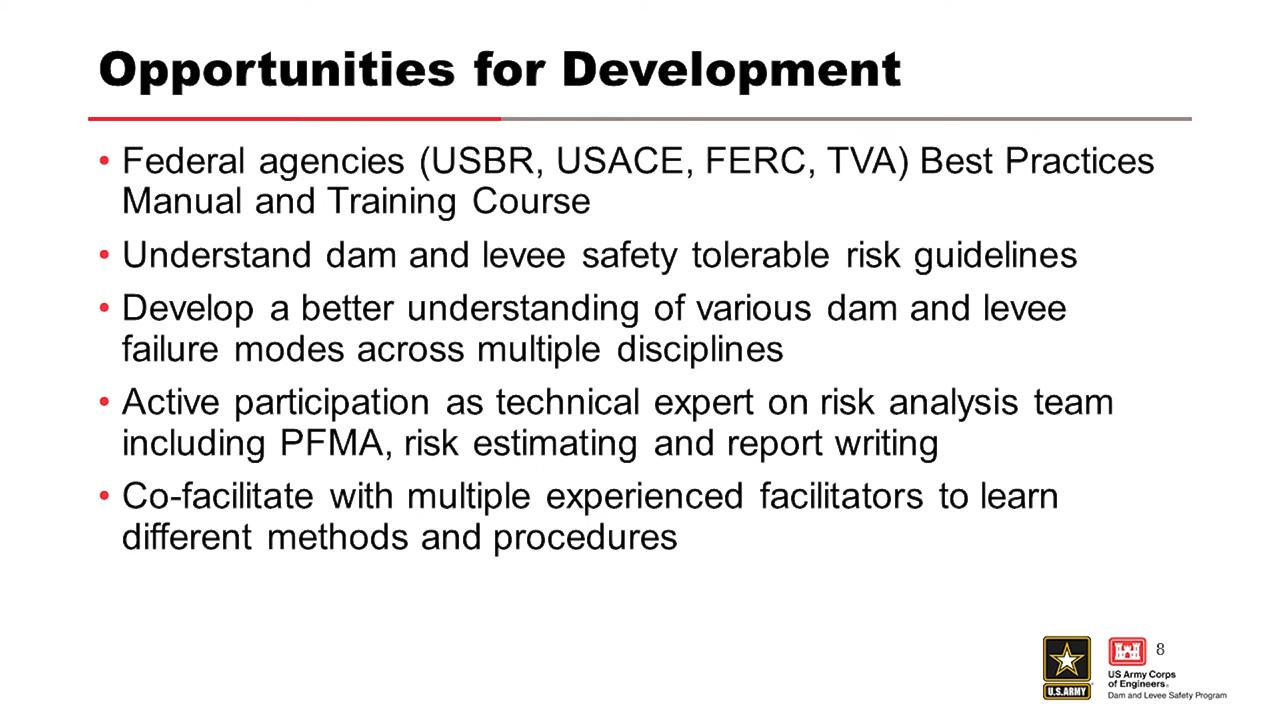 Opportunities for Development
• Federal agencies (USBR, USACE, FERC, TVA) Best Practices
Manual and Training Course
• Understand dam and levee safety tolerable risk guidelines
• Develop a better understanding of various dam and levee
failure modes across multiple disciplines
• Active participation as technical expert on risk analysis team
including PFMA, risk estimating and report writing
• Co-facilitate with multiple experienced facilitators to learn
different methods and procedures
8
U.S.ARMY
US Army Corps
of Engineers®
Dam and Levee Safety Program